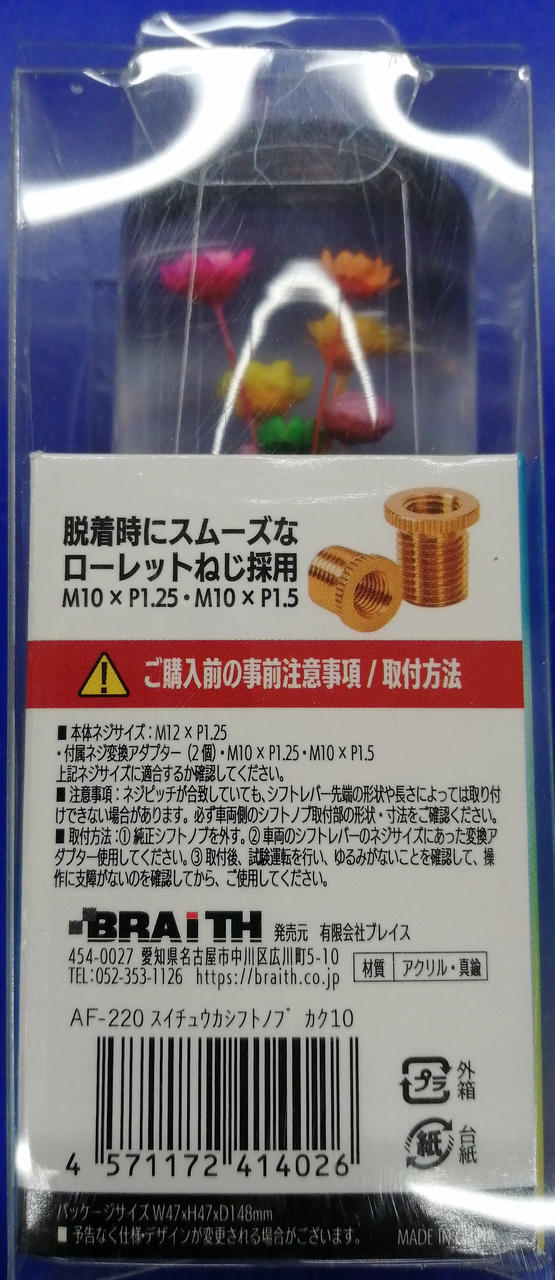 脱着時にスムーズな
ローレットねじ採用
M10 × P1.25・M10 × P1.5
ご購入前の事前注意事項 / 取付方法
■ 本体ネジサイズ：M12 × P1.25
・付属ネジ変換アダプター（2個）・M10 × P1.25・M10 × P1.5
上記ネジサイズに適合するか確認してください。
■ 注意事項：ネジピッチが合致していても、シフトレバー先端の形状や長さによっては取り付
けできない場合があります。必ず車両側のシフトノブ取付部の形状・寸法をご確認ください。
■ 取付方法：① 純正シフトノブを外す。② 車両のシフトレバーのネジサイズにあった変換ア
ダプター使用してください。③ 取付後、試験運転を行い、ゆるみがないことを確認して、操
作に支障がないのを確認してから、ご使用してください。
BRAiTH 発売元 有限会社ブレイス
454-0027 愛知県名古屋市中川区広川町5-10
TEL：052-353-1126 https://braith.co.jp
材質 アクリル・真鍮
AF-220 スイチュウカシフトノブ カク10
プラ 外箱
紙 台紙
4 571172 414026
パッケージサイズ W47xH47xD148mm
■ 予告なく仕様・デザインが変更される場合がございます。
MADE IN